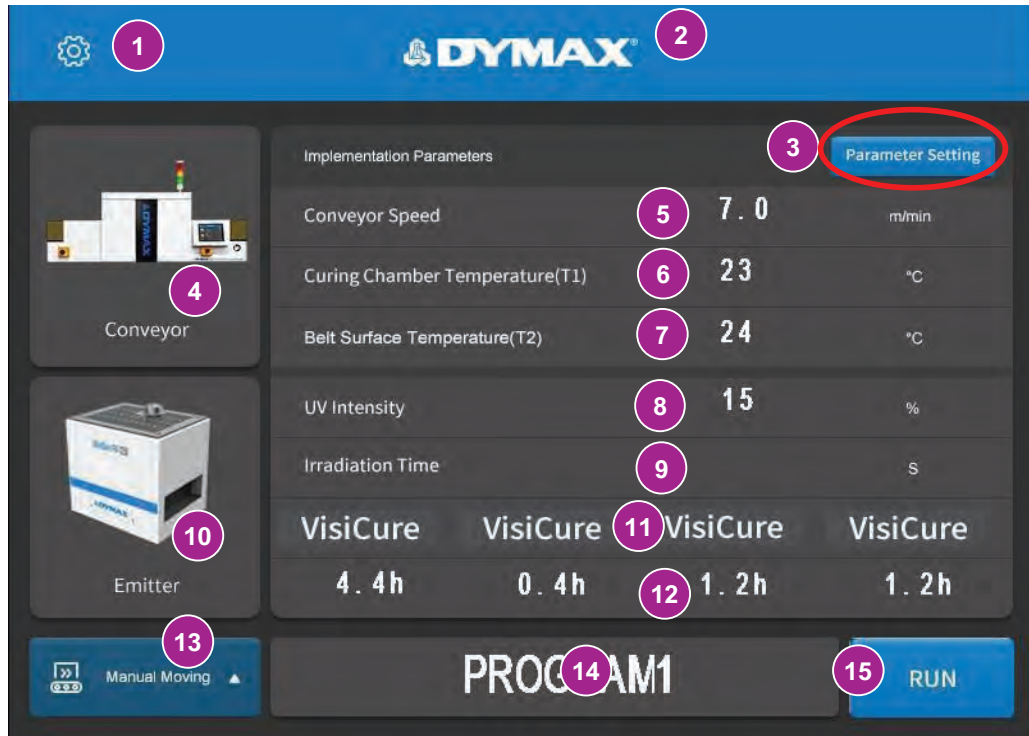 1
DYMAX® 2
3 Parameter Setting
Implementation Parameters
Conveyor Speed 5 7.0 m/min
DYMAX
4
Conveyor
Curing Chamber Temperature(T1) 6 23 °C
Belt Surface Temperature(T2) 7 24 °C
UV Intensity 8 15 %
Irradiation Time 9 S
DYMAX
10
Emitter
VisiCure VisiCure 11 VisiCure VisiCure
4.4h 0.4h 12 1.2h 1.2h
13
Manual Moving
PROGRAM1
14
15 RUN